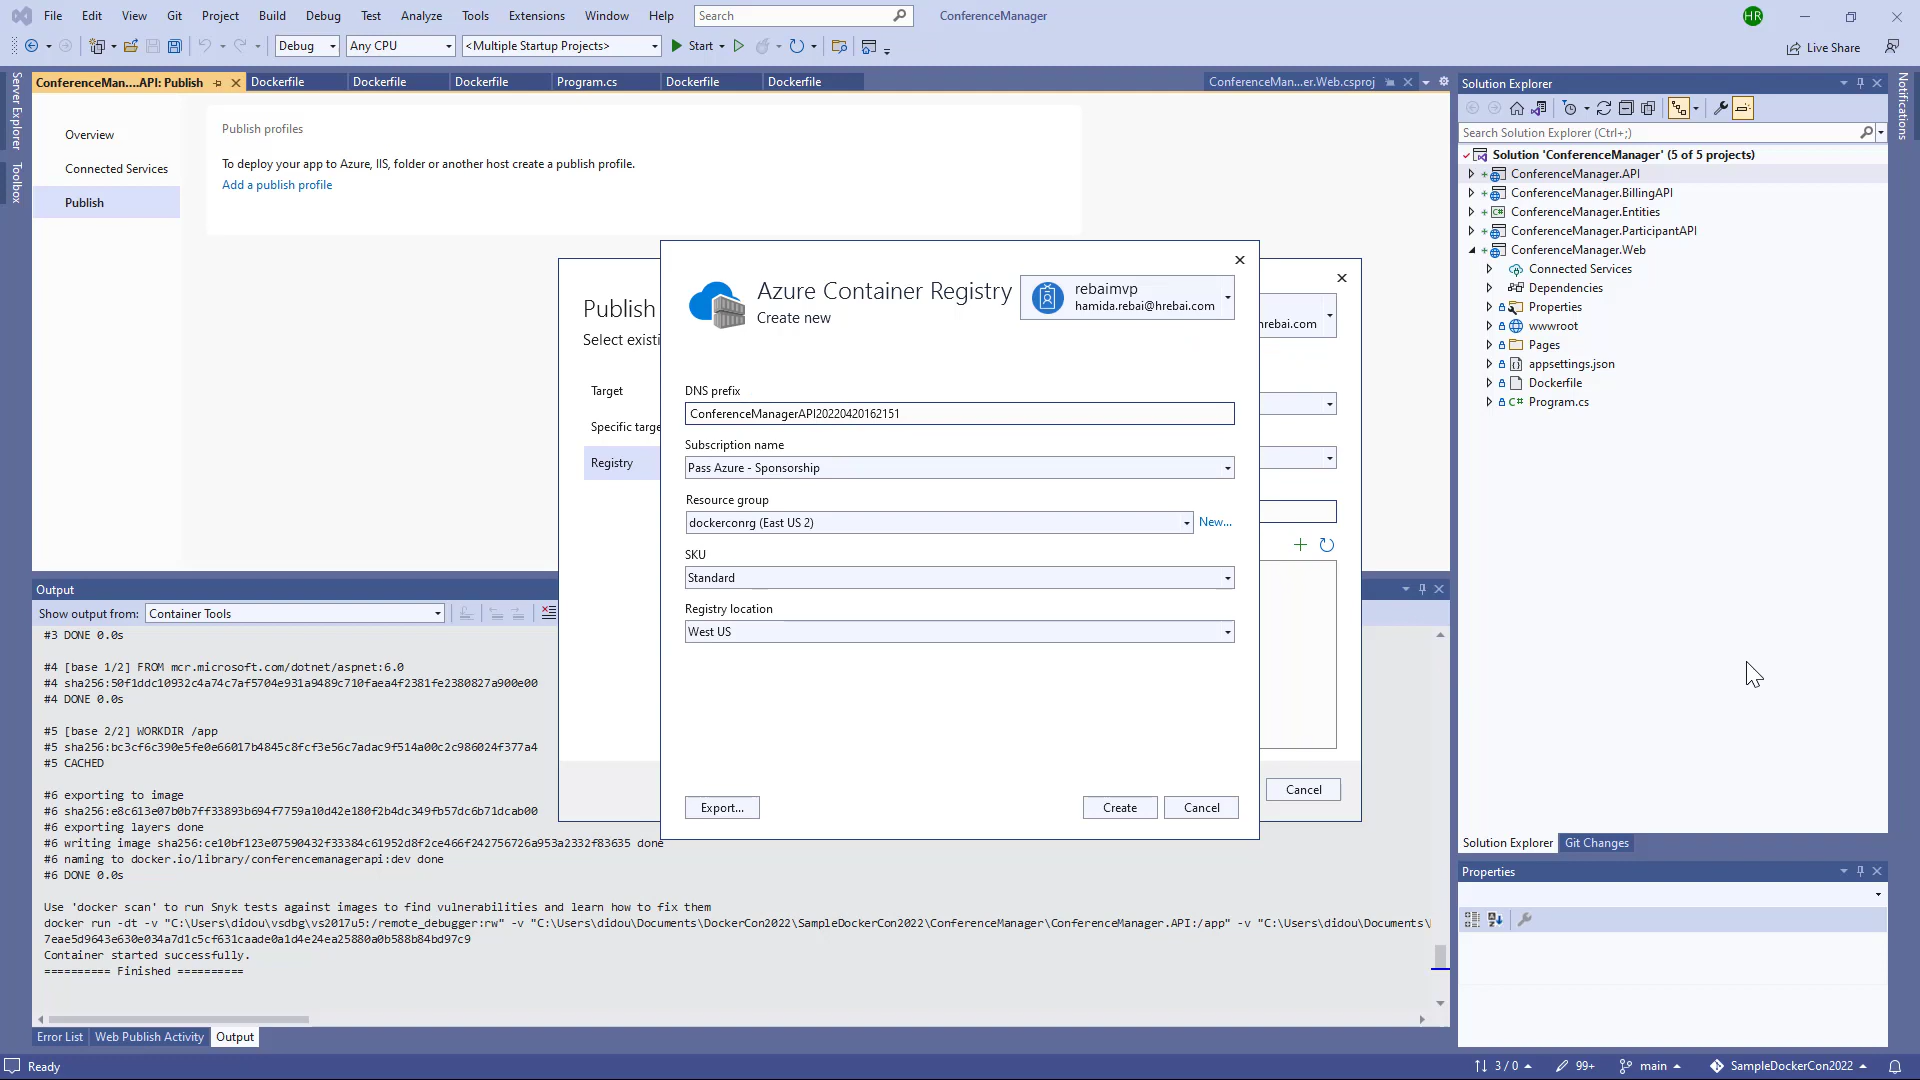 File Edit View Git Project Build Debug Test Analyze Tools Extensions Window Help Search ConferenceManager HR
Debug Any CPU <Multiple Startup Projects> Start Live Share
Server Explorer
Toolbox
Notifications
ConferenceMan....API: Publish Dockerfile Dockerfile Dockerfile Program.cs Dockerfile Dockerfile ConferenceMan...er.Web.csproj
Overview
Connected Services
Publish
Publish profiles
To deploy your app to Azure, IIS, folder or another host create a publish profile.
Add a publish profile
Publish
Select existi
Target
Specific targe
Registry
hrebai.com
Cancel
Azure Container Registry
Create new
rebaimvp
hamida.rebai@hrebai.com
DNS prefix
ConferenceManagerAPI20220420162151
Subscription name
Pass Azure - Sponsorship
Resource group
dockerconrg (East US 2) New...
SKU
Standard
Registry location
West US
Export... Create Cancel
Output
Show output from: Container Tools
#3 DONE 0.0s
#4 [base 1/2] FROM mcr.microsoft.com/dotnet/aspnet:6.0
#4 sha256:50f1ddc10932c4a74c7af5704e931a9489c710faea4f2381fe2380827a900e00
#4 DONE 0.0s
#5 [base 2/2] WORKDIR /app
#5 sha256:bc3cf6c390e5fe0e66017b4845c8fcf3e56c7adac9f514a00c2c986024f377a4
#5 CACHED
#6 exporting to image
#6 sha256:e8c613e07b0b7ff33893b694f7759a10d42e180f2b4dc349fb57dc6b71dcab00
#6 exporting layers done
#6 writing image sha256:ce10bf123e07590432f33384c61952d8f2ce466f242756726a953a2332f83635 done
#6 naming to docker.io/library/conferencemanagerapi:dev done
#6 DONE 0.0s
Use 'docker scan' to run Snyk tests against images to find vulnerabilities and learn how to fix them
docker run -dt -v "C:\Users\didou\vsdbg\vs2017u5:/remote_debugger:rw" -v "C:\Users\didou\Documents\DockerCon2022\SampleDockerCon2022\ConferenceManager\ConferenceManager.API:/app" -v "C:\Users\didou\Documents\
7eae5d9643e630e034a7d1c5cf631caade0a1d4e24ea25880a0b588b84bd97c9
Container started successfully.
========== Finished ==========
Error List Web Publish Activity Output
Solution Explorer
Search Solution Explorer (Ctrl+;)
Solution 'ConferenceManager' (5 of 5 projects)
ConferenceManager.API
ConferenceManager.BillingAPI
ConferenceManager.Entities
ConferenceManager.ParticipantAPI
ConferenceManager.Web
Connected Services
Dependencies
Properties
wwwroot
Pages
appsettings.json
Dockerfile
Program.cs
Solution Explorer Git Changes
Properties
Ready 3 / 0 99+ main SampleDockerCon2022